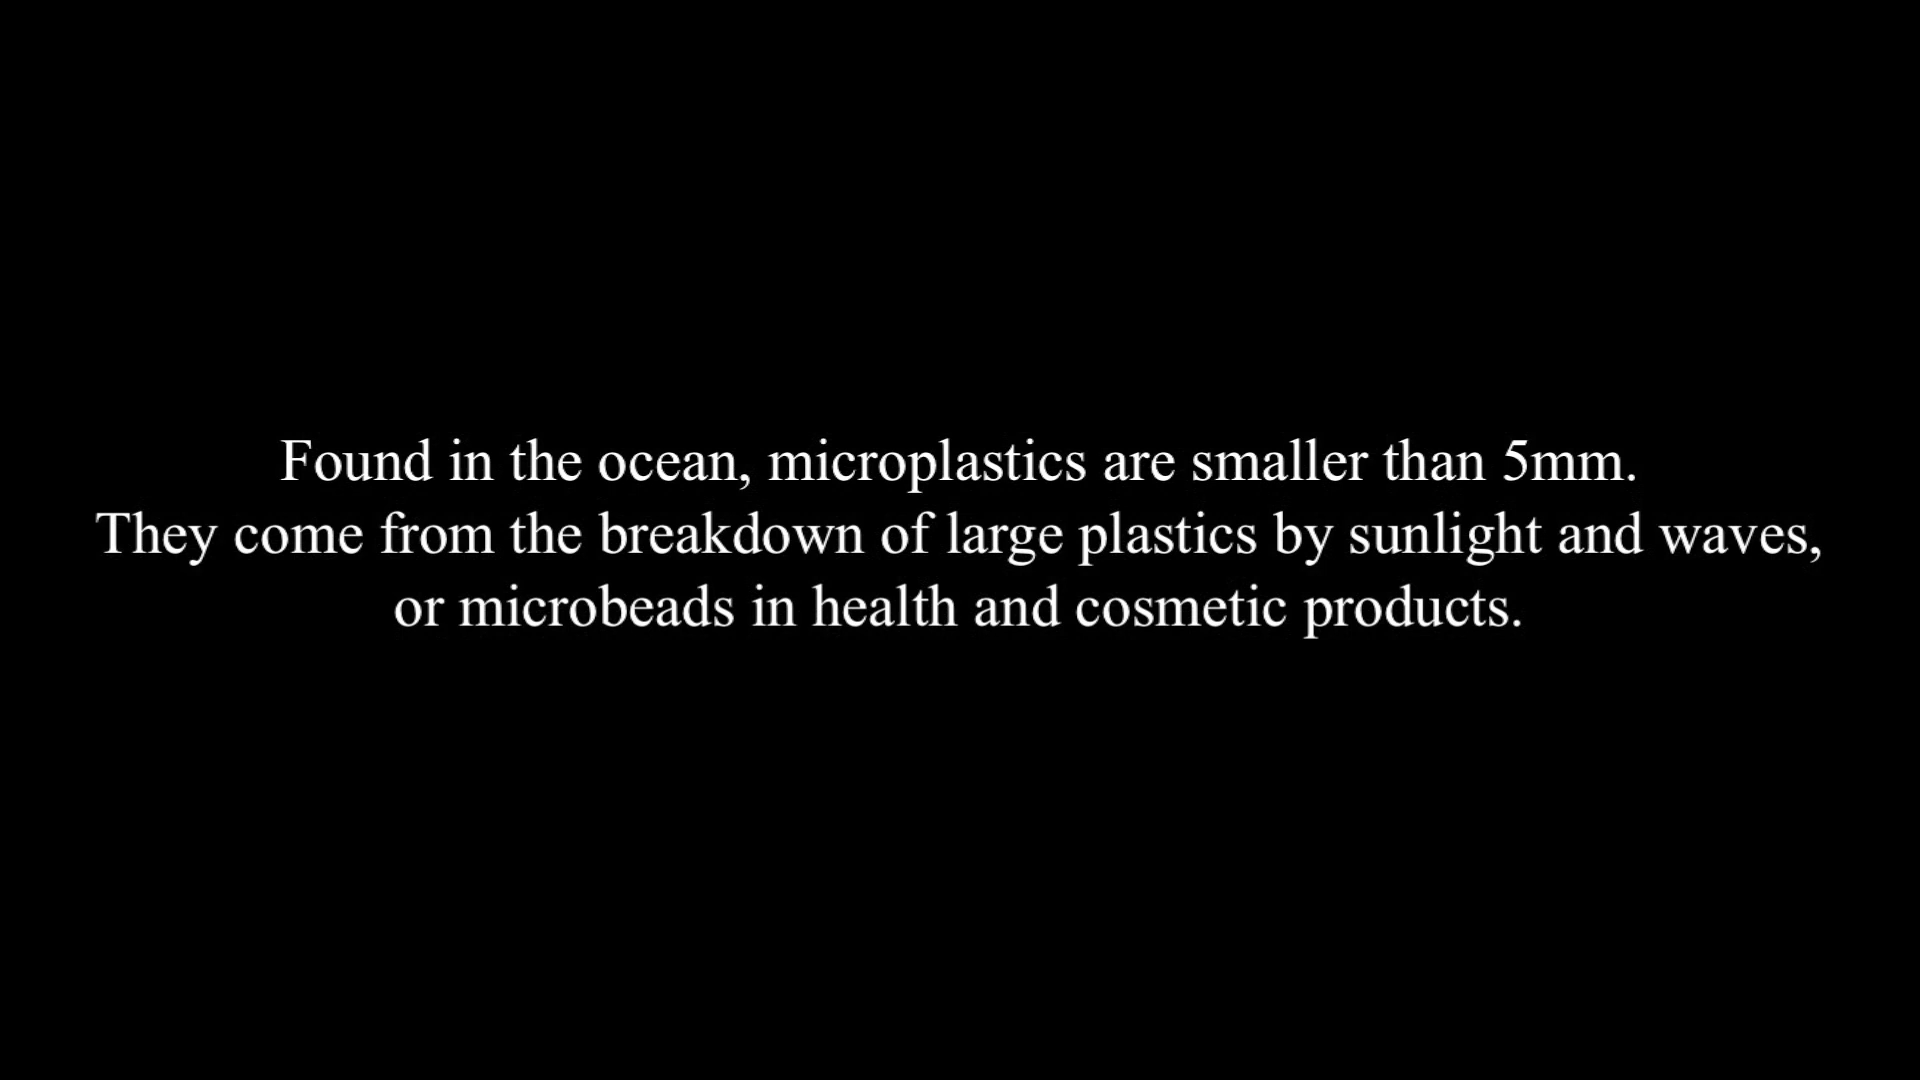 Found in the ocean, microplastics are smaller than 5mm.
They come from the breakdown of large plastics by sunlight and waves,
or microbeads in health and cosmetic products.